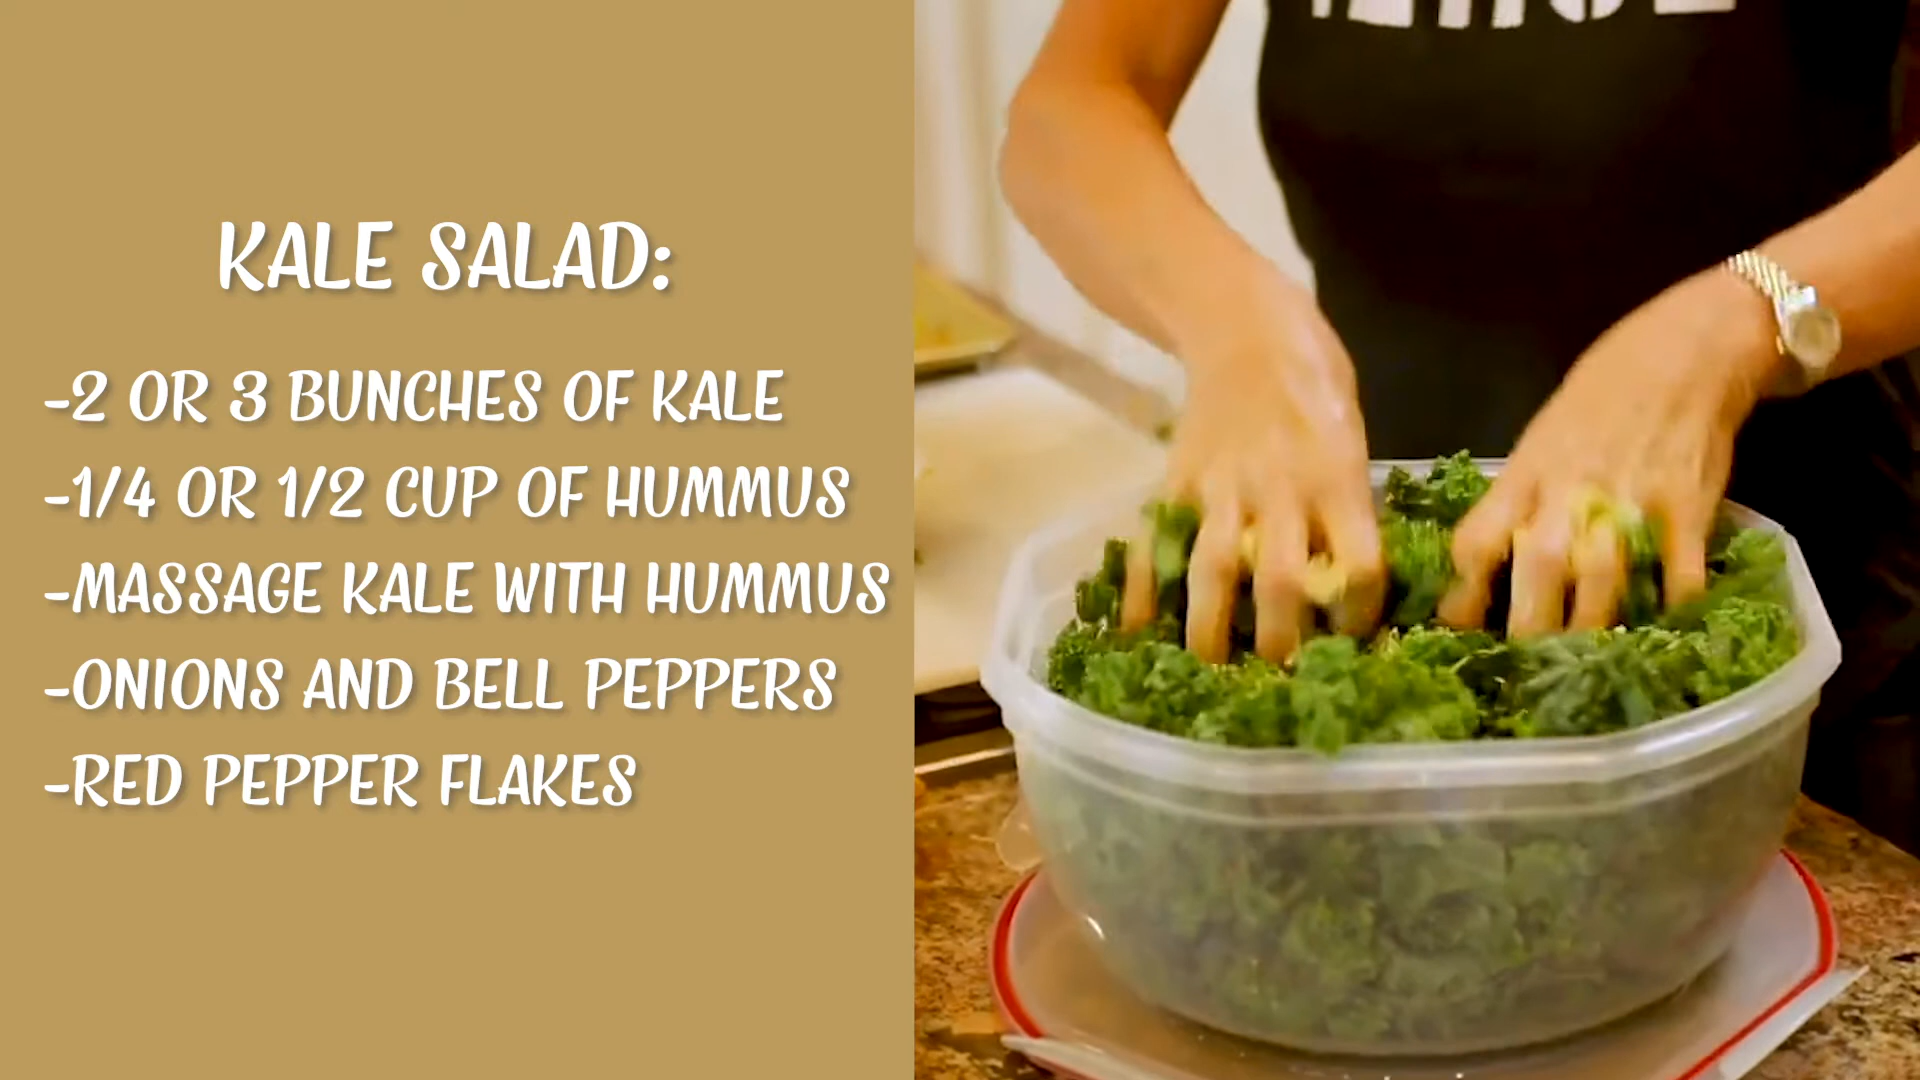 KALE SALAD:
-2 OR 3 BUNCHES OF KALE
-1/4 OR 1/2 CUP OF HUMMUS
-MASSAGE KALE WITH HUMMUS
-ONIONS AND BELL PEPPERS
-RED PEPPER FLAKES